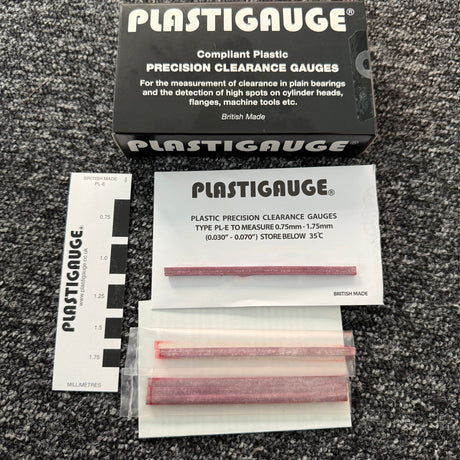 PLASTIGAUGE®
Compliant Plastic
PRECISION CLEARANCE GAUGES
For the measurement of clearance in plain bearings
and the detection of high spots on cylinder heads,
flanges, machine tools etc.
British Made
BRITISH MADE
PL-E
0.75
1.0
1.25
1.5
1.75
MILLIMETRES
PLASTIGAUGE®
www.plastigauge.co.uk
PLASTIGAUGE®
PLASTIC PRECISION CLEARANCE GAUGES
TYPE PL-E TO MEASURE 0.75mm - 1.75mm
(0.030" - 0.070") STORE BELOW 35°C
BRITISH MADE